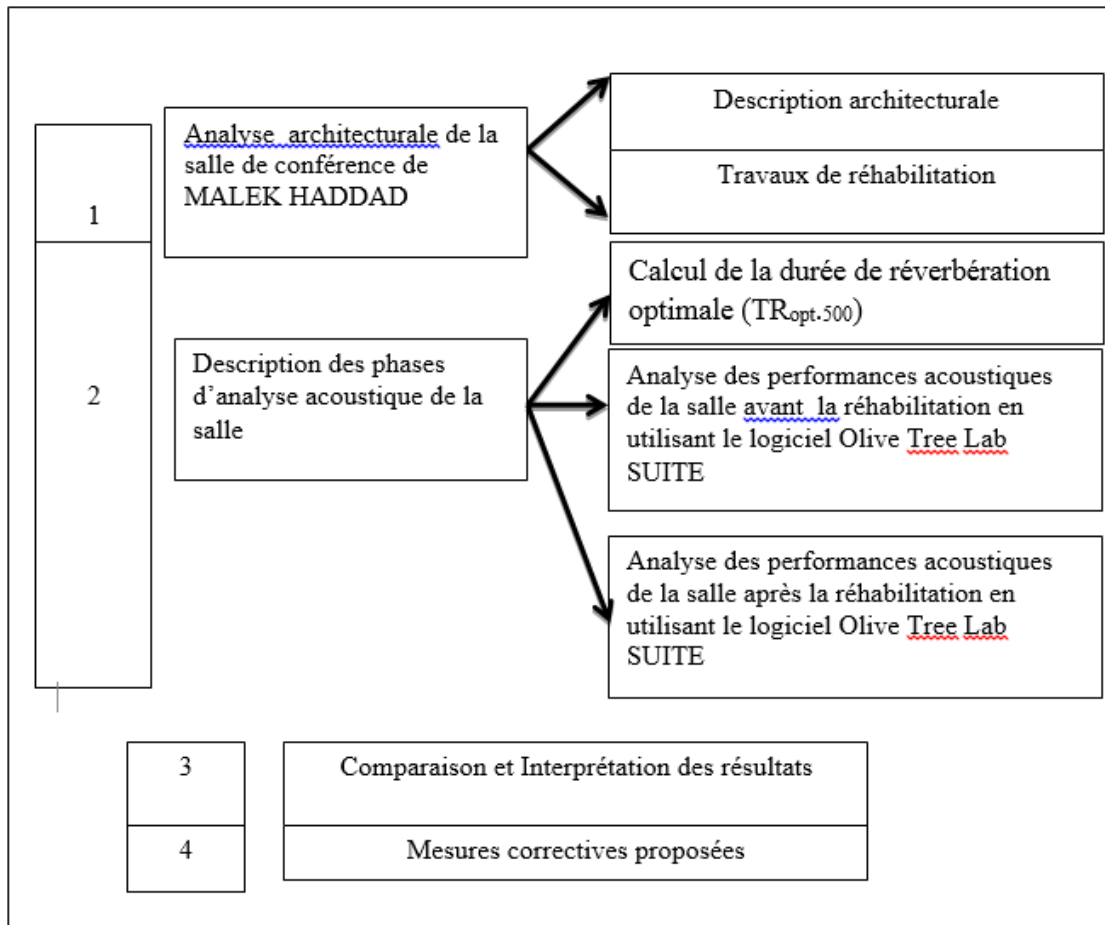 1
Analyse architecturale de la
salle de conférence de
MALEK HADDAD
Description architecturale
Travaux de réhabilitation
2
Description des phases
d’analyse acoustique de la
salle
Calcul de la durée de réverbération
optimale (TRopt.500)
Analyse des performances acoustiques
de la salle avant la réhabilitation en
utilisant le logiciel Olive Tree Lab
SUITE
Analyse des performances acoustiques
de la salle après la réhabilitation en
utilisant le logiciel Olive Tree Lab
SUITE
3
Comparaison et Interprétation des résultats
4
Mesures correctives proposées